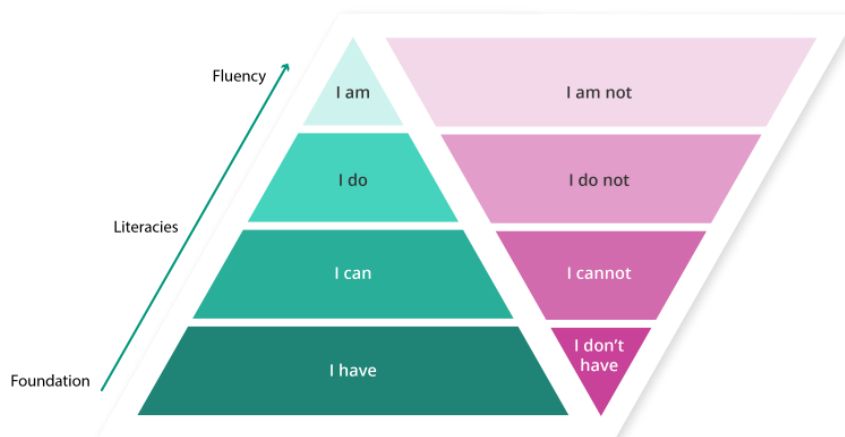 Fluency
I am
I am not
I do
I do not
Literacies
I can
I cannot
I have
I don't
have
Foundation